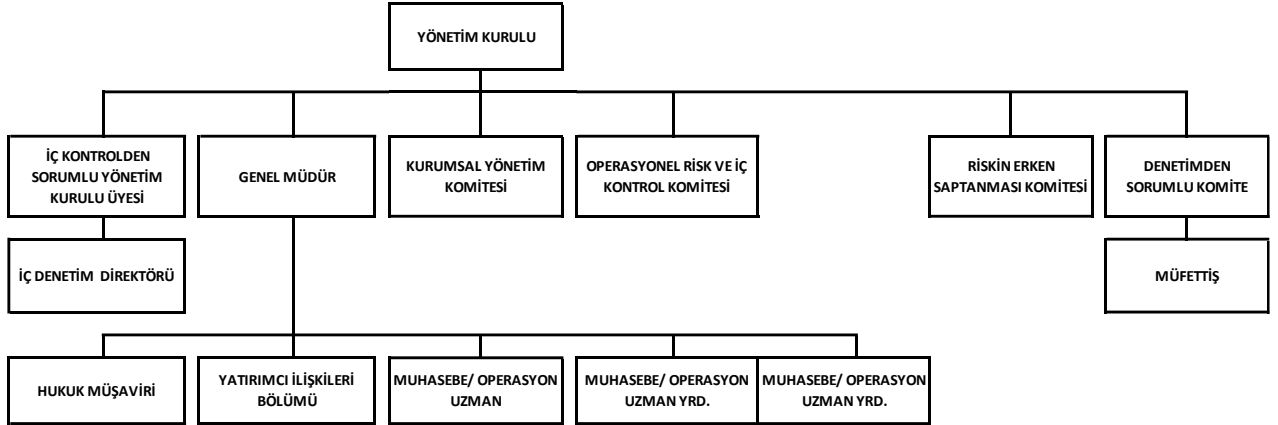 YÖNETİM KURULU
İÇ KONTROLDEN
SORUMLU YÖNETİM
KURULU ÜYESİ
GENEL MÜDÜR
KURUMSAL YÖNETİM
KOMİTESİ
OPERASYONEL RİSK VE İÇ
KONTROL KOMİTESİ
RİSKİN ERKEN
SAPTANMASI KOMİTESİ
DENETİMDEN
SORUMLU KOMİTE
İÇ DENETİM DİREKTÖRÜ
MÜFETTİŞ
HUKUK MÜŞAVİRİ
YATIRIMCI İLİŞKİLERİ
BÖLÜMÜ
MUHASEBE/ OPERASYON
UZMAN
MUHASEBE/ OPERASYON
UZMAN YRD.
MUHASEBE/ OPERASYON
UZMAN YRD.